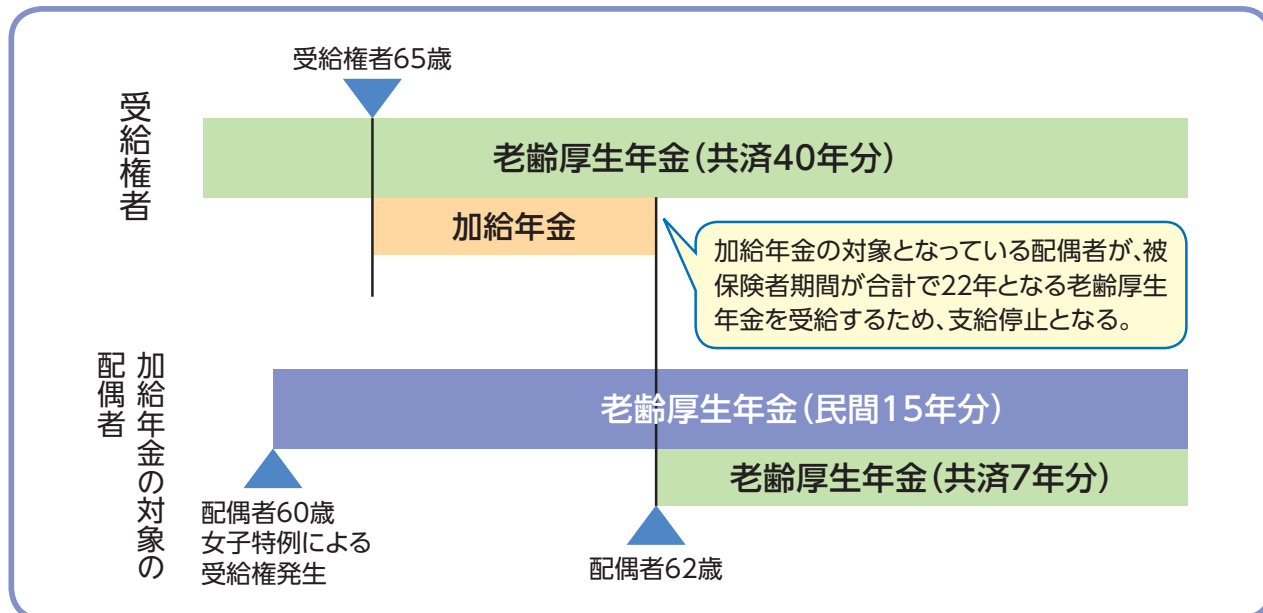 受給権者65歳
受給権者
老齢厚生年金(共済40年分)
加給年金
加給年金の対象となっている配偶者が、被
保険者期間が合計で22年となる老齢厚生
年金を受給するため、支給停止となる。
加給年金の対象の
配偶者
老齢厚生年金(民間15年分)
老齢厚生年金(共済7年分)
配偶者60歳
女子特例による
受給権発生
配偶者62歳